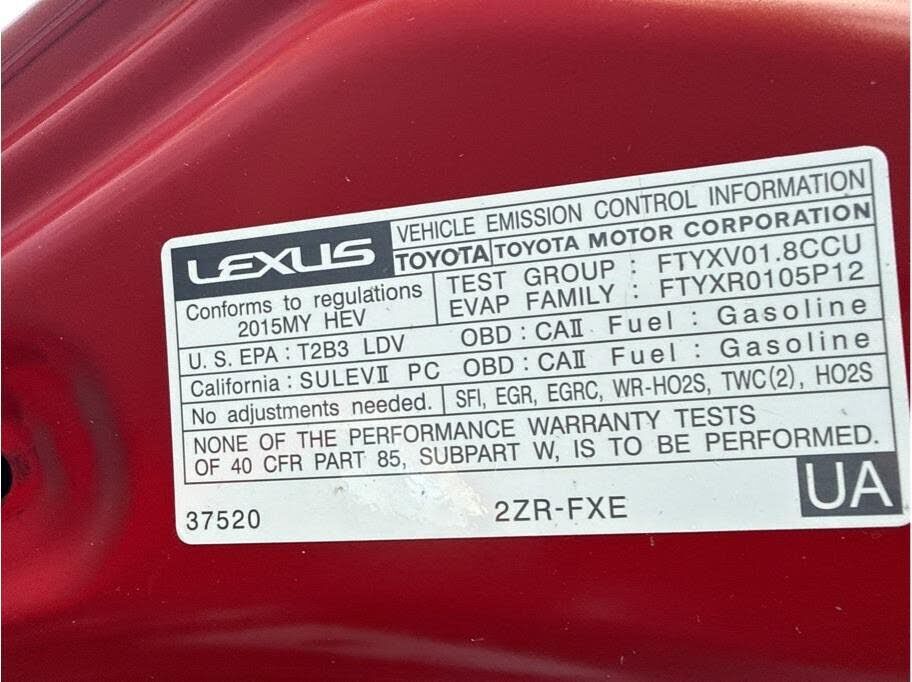 LEXUS
VEHICLE EMISSION CONTROL INFORMATION
TOYOTA TOYOTA MOTOR CORPORATION
Conforms to regulations
2015MY HEV
TEST GROUP : FTYXV01.8CCU
EVAP FAMILY : FTYXR0105P12
U. S. EPA : T2B3 LDV OBD : CAⅡ Fuel : Gasoline
California : SULEVⅡ PC OBD : CAⅡ Fuel : Gasoline
No adjustments needed. SFI, EGR, EGRC, WR-HO2S, TWC(2), HO2S
NONE OF THE PERFORMANCE WARRANTY TESTS
OF 40 CFR PART 85, SUBPART W, IS TO BE PERFORMED.
37520 2ZR-FXE UA